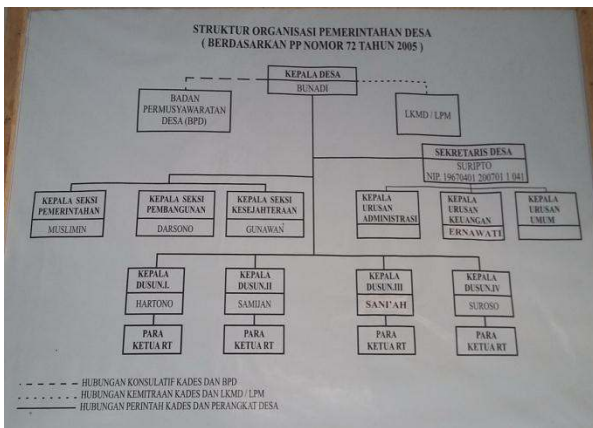 STRUKTUR ORGANISASI PEMERINTAHAN DESA
( BERDASARKAN PP NOMOR 72 TAHUN 2005 )
KEPALA DESA
BUNADI
BADAN
PERMUSYAWARATAN
DESA (BPD)
LKMD / LPM
SEKRETARIS DESA
SURIPTO
NIP. 19670401 200701 1 041
KEPALA SEKSI
PEMERINTAHAN
MUSLIMIN
KEPALA SEKSI
PEMBANGUNAN
DARSONO
KEPALA SEKSI
KESEJAHTERAAN
GUNAWAN
KEPALA
URUSAN
ADMINISTRASI
KEPALA
URUSAN
KEUANGAN
ERNAWATI
KEPALA
URUSAN
UMUM
KEPALA
DUSUN.I.
HARTONO
KEPALA
DUSUN.II
SAMIJAN
KEPALA
DUSUN.III
SANI'AH
KEPALA
DUSUN.IV
SUROSO
PARA
KETUA RT
PARA
KETUA RT
PARA
KETUA RT
PARA
KETUA RT
HUBUNGAN KONSULATIF KADES DAN BPD
HUBUNGAN KEMITRAAN KADES DAN LKMD / LPM
HUBUNGAN PERINTAH KADES DAN PERANGKAT DESA